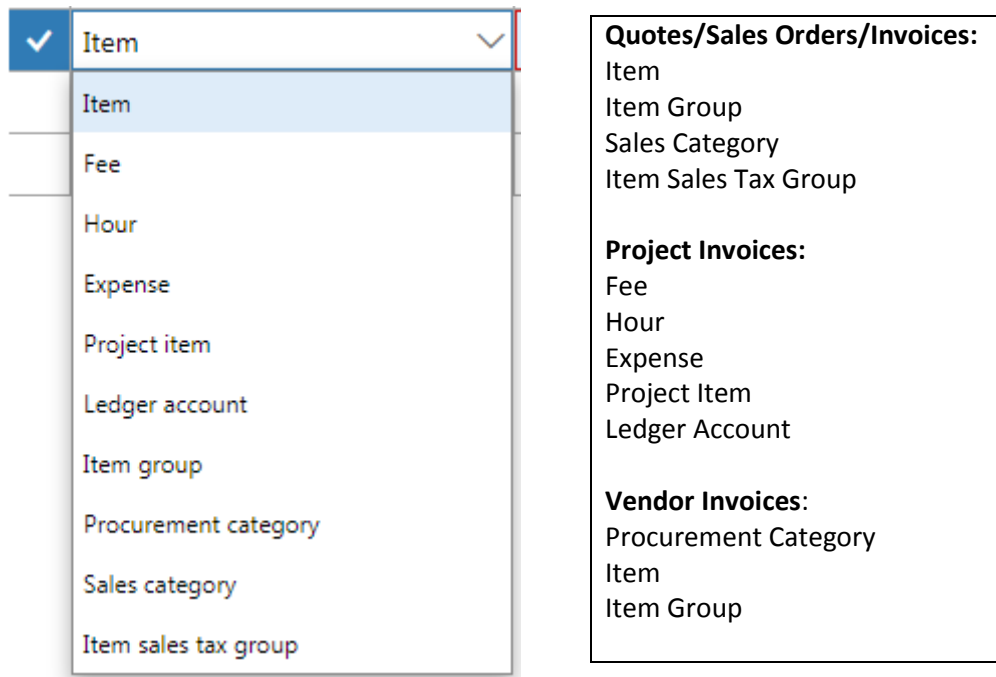 Item
Item
Fee
Hour
Expense
Project item
Ledger account
Item group
Procurement category
Sales category
Item sales tax group
Quotes/Sales Orders/Invoices:
Item
Item Group
Sales Category
Item Sales Tax Group
Project Invoices:
Fee
Hour
Expense
Project Item
Ledger Account
Vendor Invoices:
Procurement Category
Item
Item Group